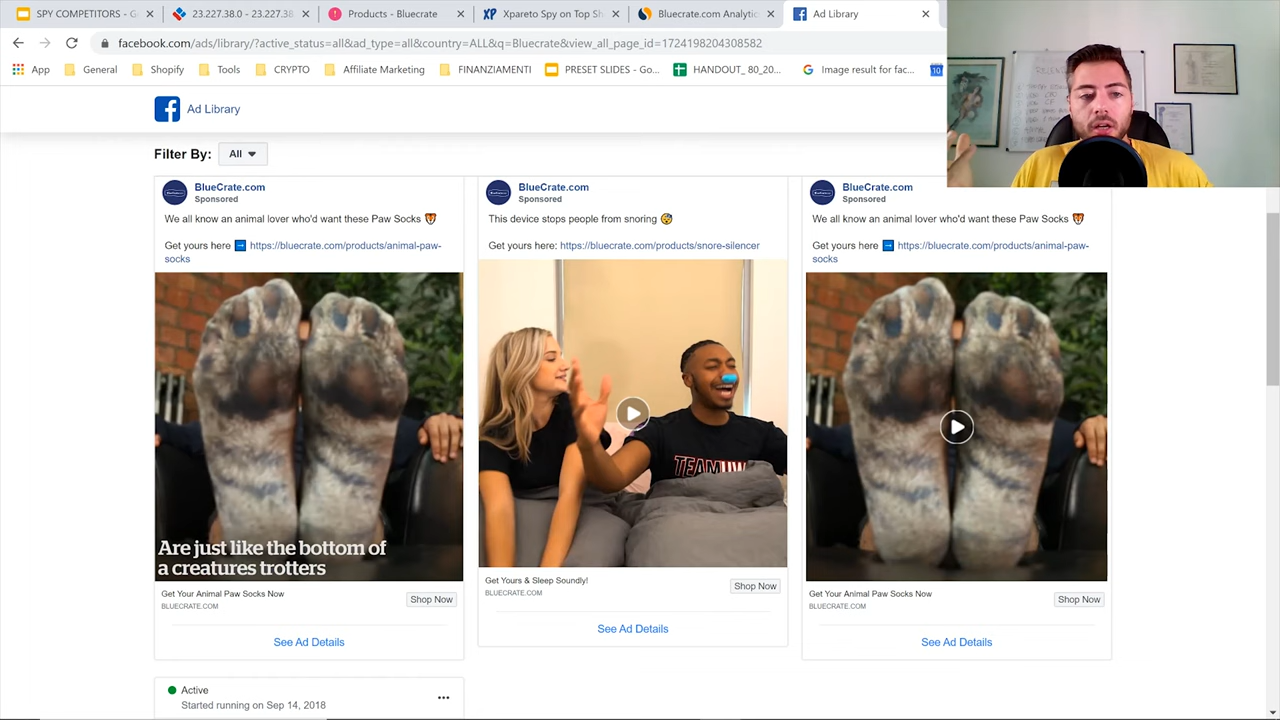 SPY COMPETITORS - G
23.227.38.0 - 23.227.38
Products - Bluecrate
Xparete Spy on Top Sh
Bluecrate.com Analytic
Ad Library
facebook.com/ads/library/?active_status=all&ad_type=all&country=ALL&q=Bluecrate&view_all_page_id=1724198204308582
App
General
Shopify
Tools
CRYPTO
Marketing
FINANZIAMENTI
PRESET SLIDES - Go...
HANDOUT_ 80_20...
Image result for fac...
10
Ad Library
Filter By: All
BlueCrate.com
Sponsored
We all know an animal lover who'd want these Paw Socks 🐯
Get yours here ➡️ https://bluecrate.com/products/animal-paw-
socks
Are just like the bottom of
a creatures trotters
Get Your Animal Paw Socks Now
BLUECRATE.COM
Shop Now
See Ad Details
BlueCrate.com
Sponsored
This device stops people from snoring 😴
Get yours here: https://bluecrate.com/products/snore-silencer
Get Yours & Sleep Soundly!
BLUECRATE.COM
Shop Now
See Ad Details
BlueCrate.com
Sponsored
We all know an animal lover who'd want these Paw Socks 🐯
Get yours here ➡️ https://bluecrate.com/products/animal-paw-
socks
Get Your Animal Paw Socks Now
BLUECRATE.COM
Shop Now
See Ad Details
Active
Started running on Sep 14, 2018